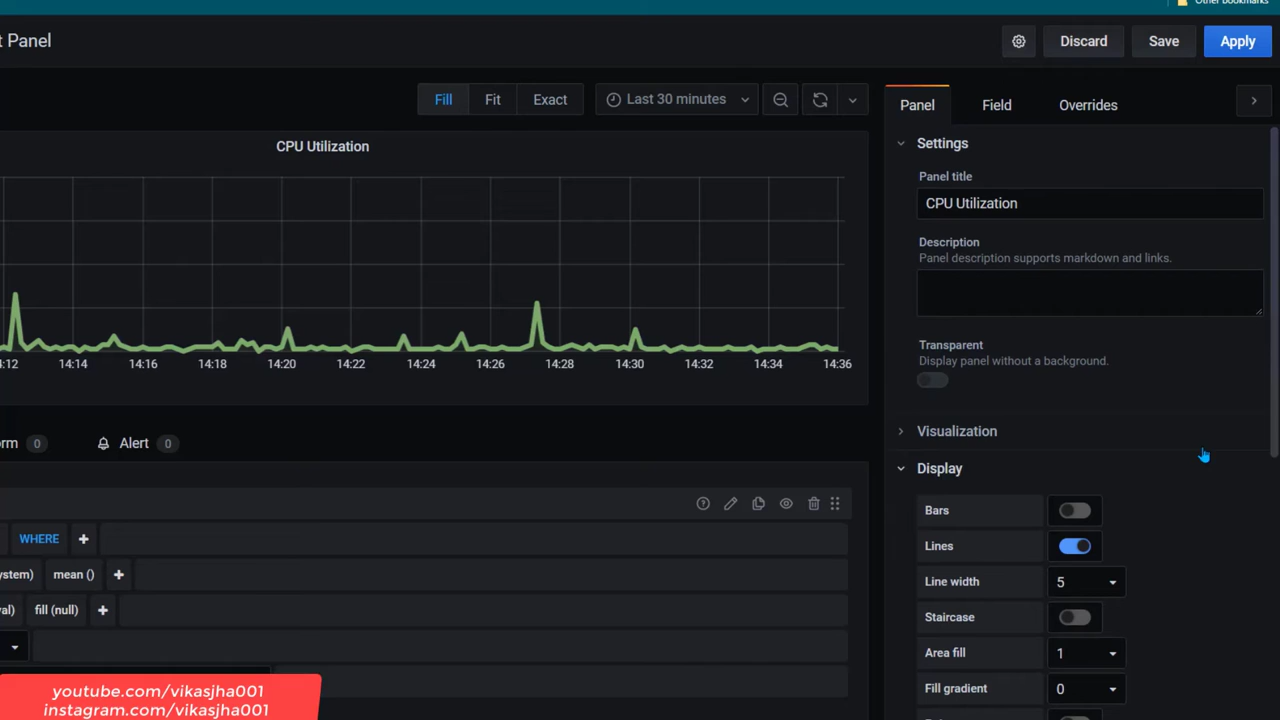 Other bookmarks
t Panel
Discard
Save
Apply
Fill
Fit
Exact
Last 30 minutes
Panel
Field
Overrides
CPU Utilization
14:12 14:14 14:16 14:18 14:20 14:22 14:24 14:26 14:28 14:30 14:32 14:34 14:36
Settings
Panel title
CPU Utilization
Description
Panel description supports markdown and links.
Transparent
Display panel without a background.
Visualization
Display
Bars
Lines
Line width 5
Staircase
Area fill 1
Fill gradient 0
orm 0
Alert 0
WHERE +
ystem) mean () +
val) fill (null) +
youtube.com/vikasjha001
instagram.com/vikasjha001